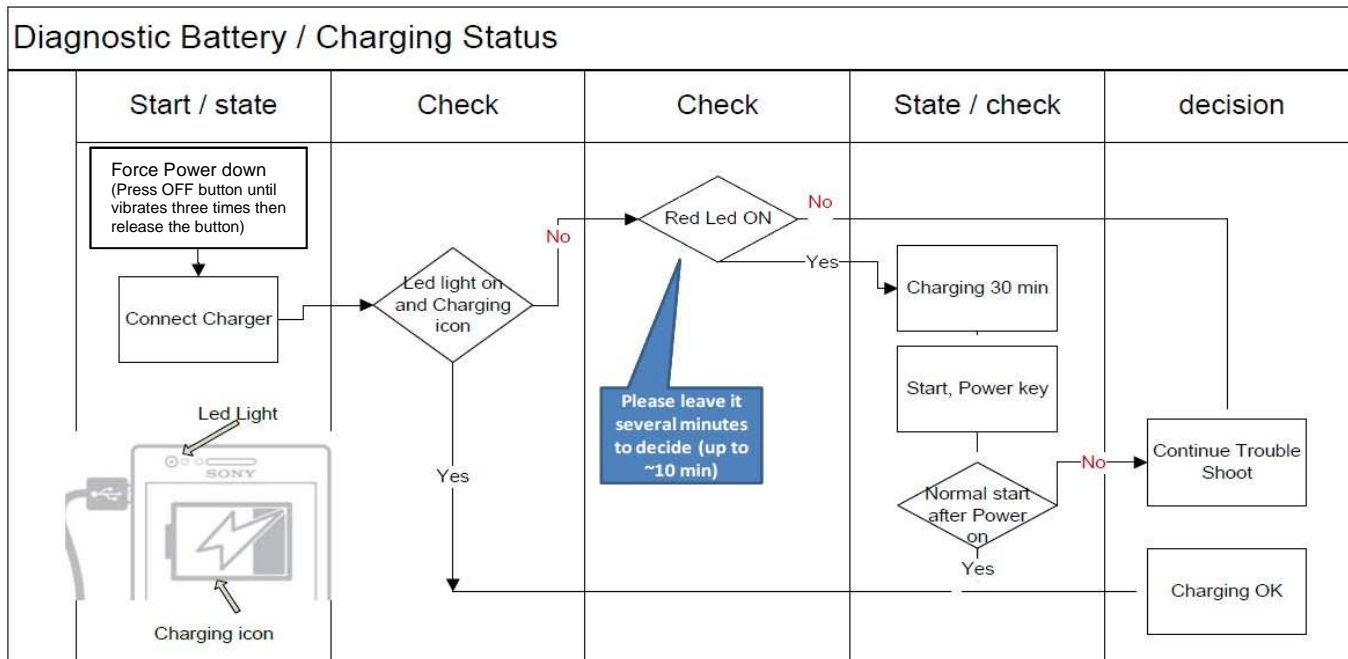 Diagnostic Battery / Charging Status
Start / state
Check
Check
State / check
decision
Force Power down
(Press OFF button until
vibrates three times then
release the button)
Connect Charger
Led light on
and Charging
icon
No
Yes
Red Led ON
No
Yes
Please leave it
several minutes
to decide (up to
~10 min)
Charging 30 min
Start, Power key
Normal start
after Power
on
No
Yes
Continue Trouble
Shoot
Charging OK
Led Light
SONY
Charging icon